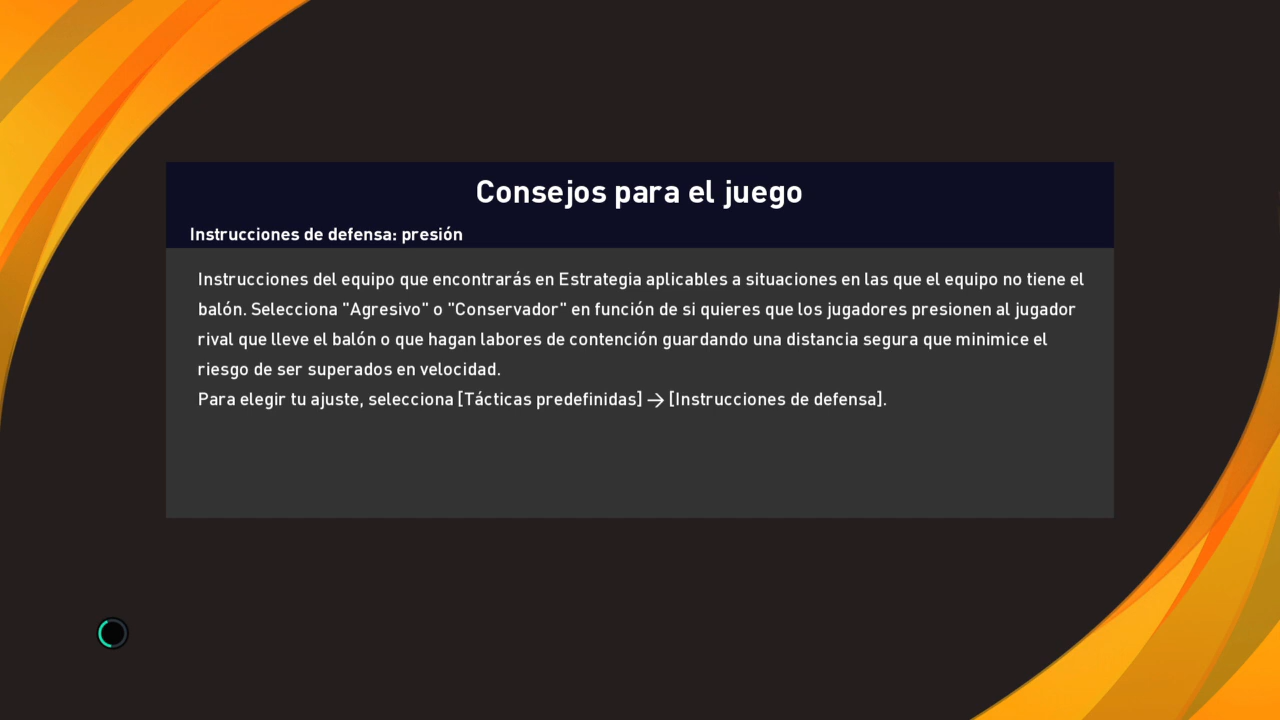 Consejos para el juego
Instrucciones de defensa: presión
Instrucciones del equipo que encontrarás en Estrategia aplicables a situaciones en las que el equipo no tiene el
balón. Selecciona "Agresivo" o "Conservador" en función de si quieres que los jugadores presionen al jugador
rival que lleve el balón o que hagan labores de contención guardando una distancia segura que minimice el
riesgo de ser superados en velocidad.
Para elegir tu ajuste, selecciona [Tácticas predefinidas] → [Instrucciones de defensa].